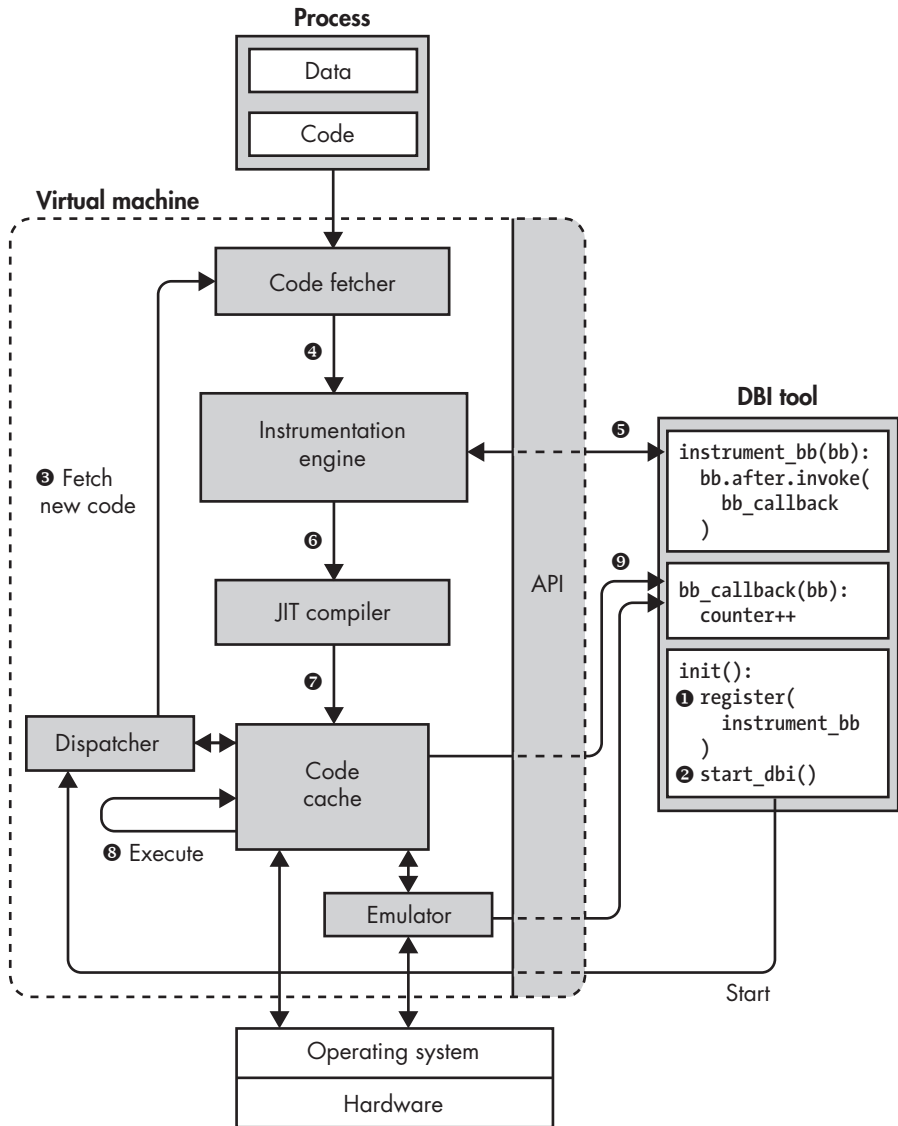 Process
Data
Code
Virtual machine
Code fetcher
❹
Instrumentation
engine
❸ Fetch
new code
❻
JIT compiler
❼
Dispatcher
Code
cache
❽ Execute
Emulator
API
❺
❾
DBI tool
instrument_bb(bb):
bb.after.invoke(
bb_callback
)
bb_callback(bb):
counter++
init():
❶ register(
instrument_bb
)
❷ start_dbi()
Start
Operating system
Hardware